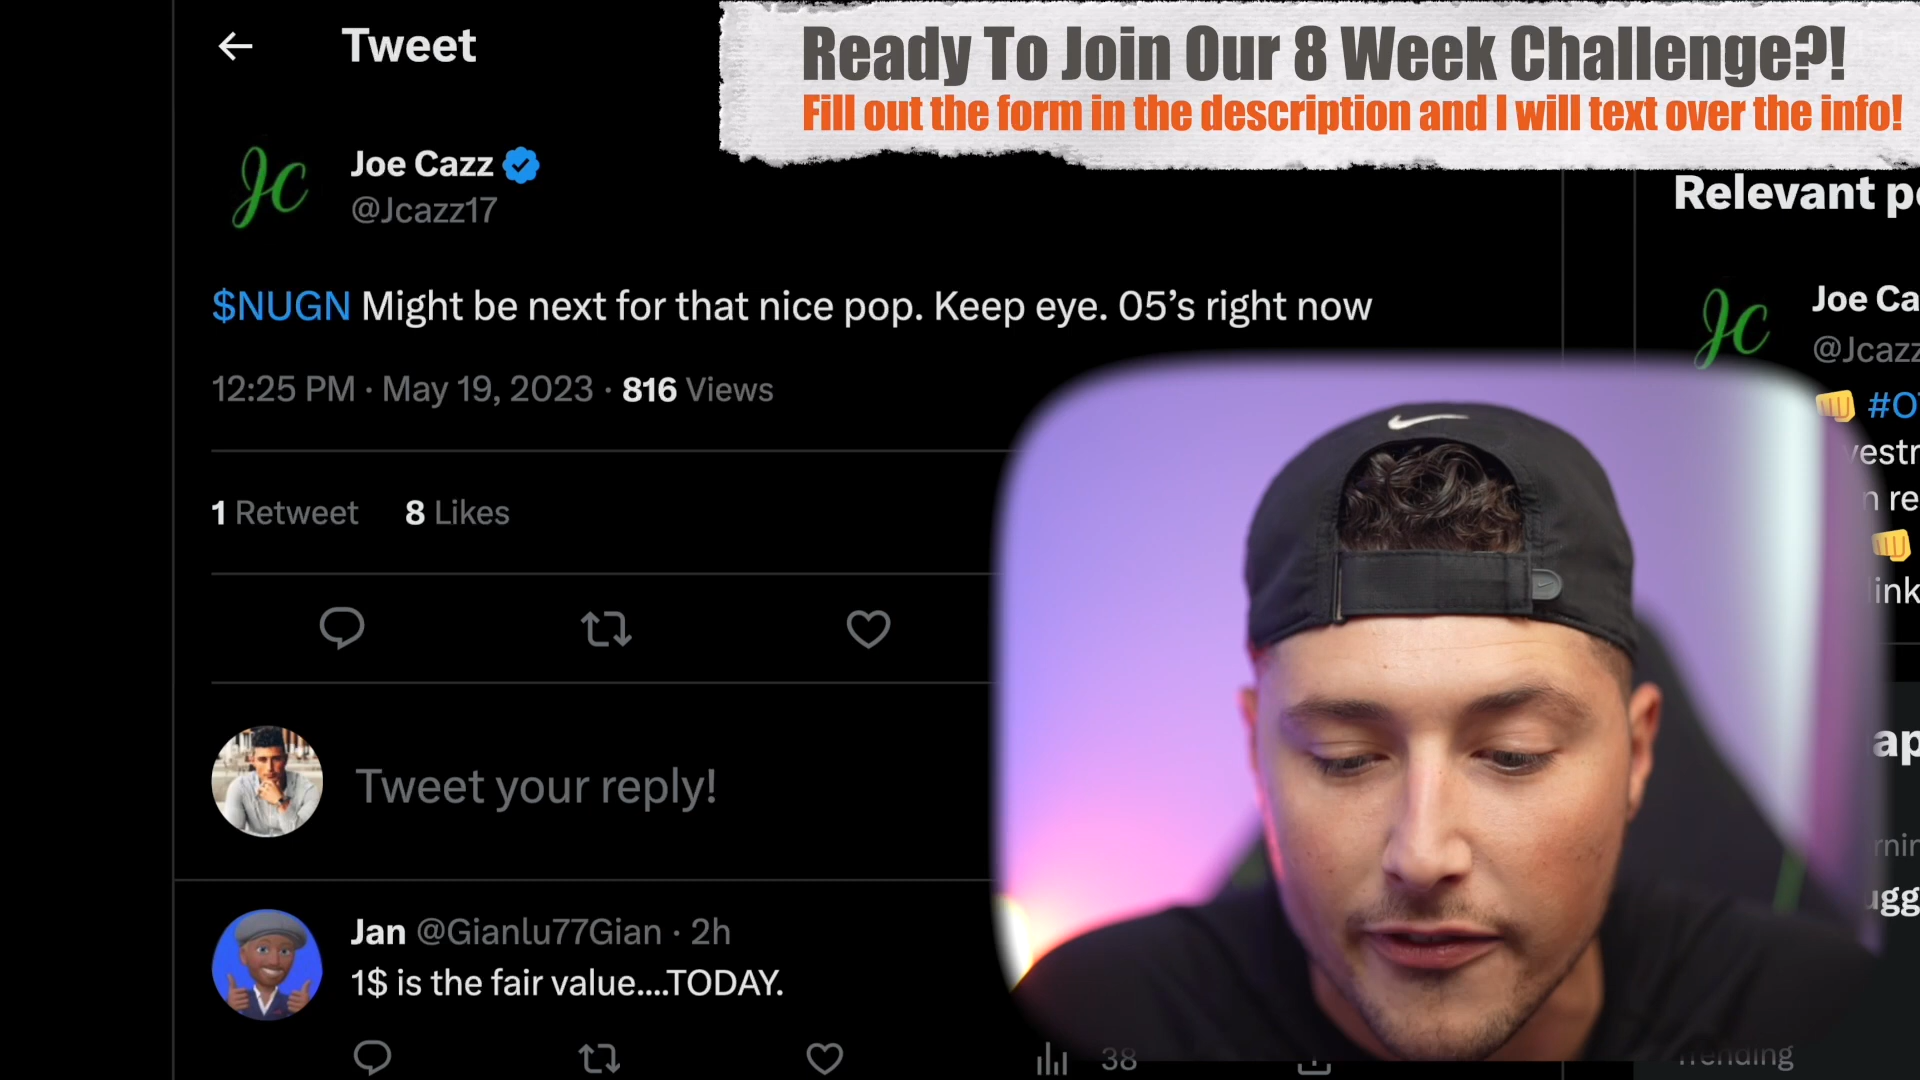 Ready To Join Our 8 Week Challenge?!
Fill out the form in the description and I will text over the info!
Tweet
Joe Cazz
@Jcazz17
$NUGN Might be next for that nice pop. Keep eye. 05’s right now
12:25 PM · May 19, 2023 · 816 Views
1 Retweet 8 Likes
Tweet your reply!
Jan @Gianlu77Gian · 2h
1$ is the fair value....TODAY.
38
Relevant
Joe
Trending